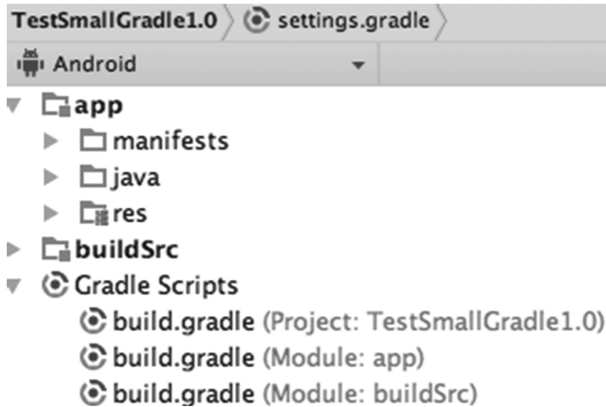 TestSmallGradle1.0 settings.gradle
Android
app
manifests
java
res
buildSrc
Gradle Scripts
build.gradle (Project: TestSmallGradle1.0)
build.gradle (Module: app)
build.gradle (Module: buildSrc)